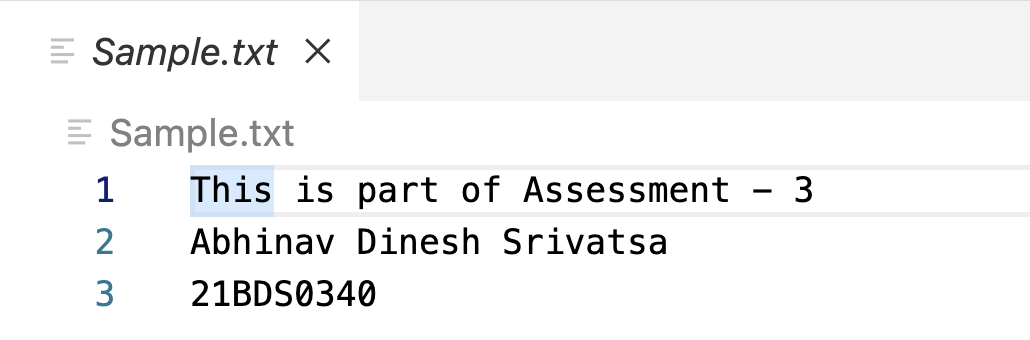 Sample.txt
Sample.txt
1 This is part of Assessment - 3
2 Abhinav Dinesh Srivatsa
3 21BDS0340